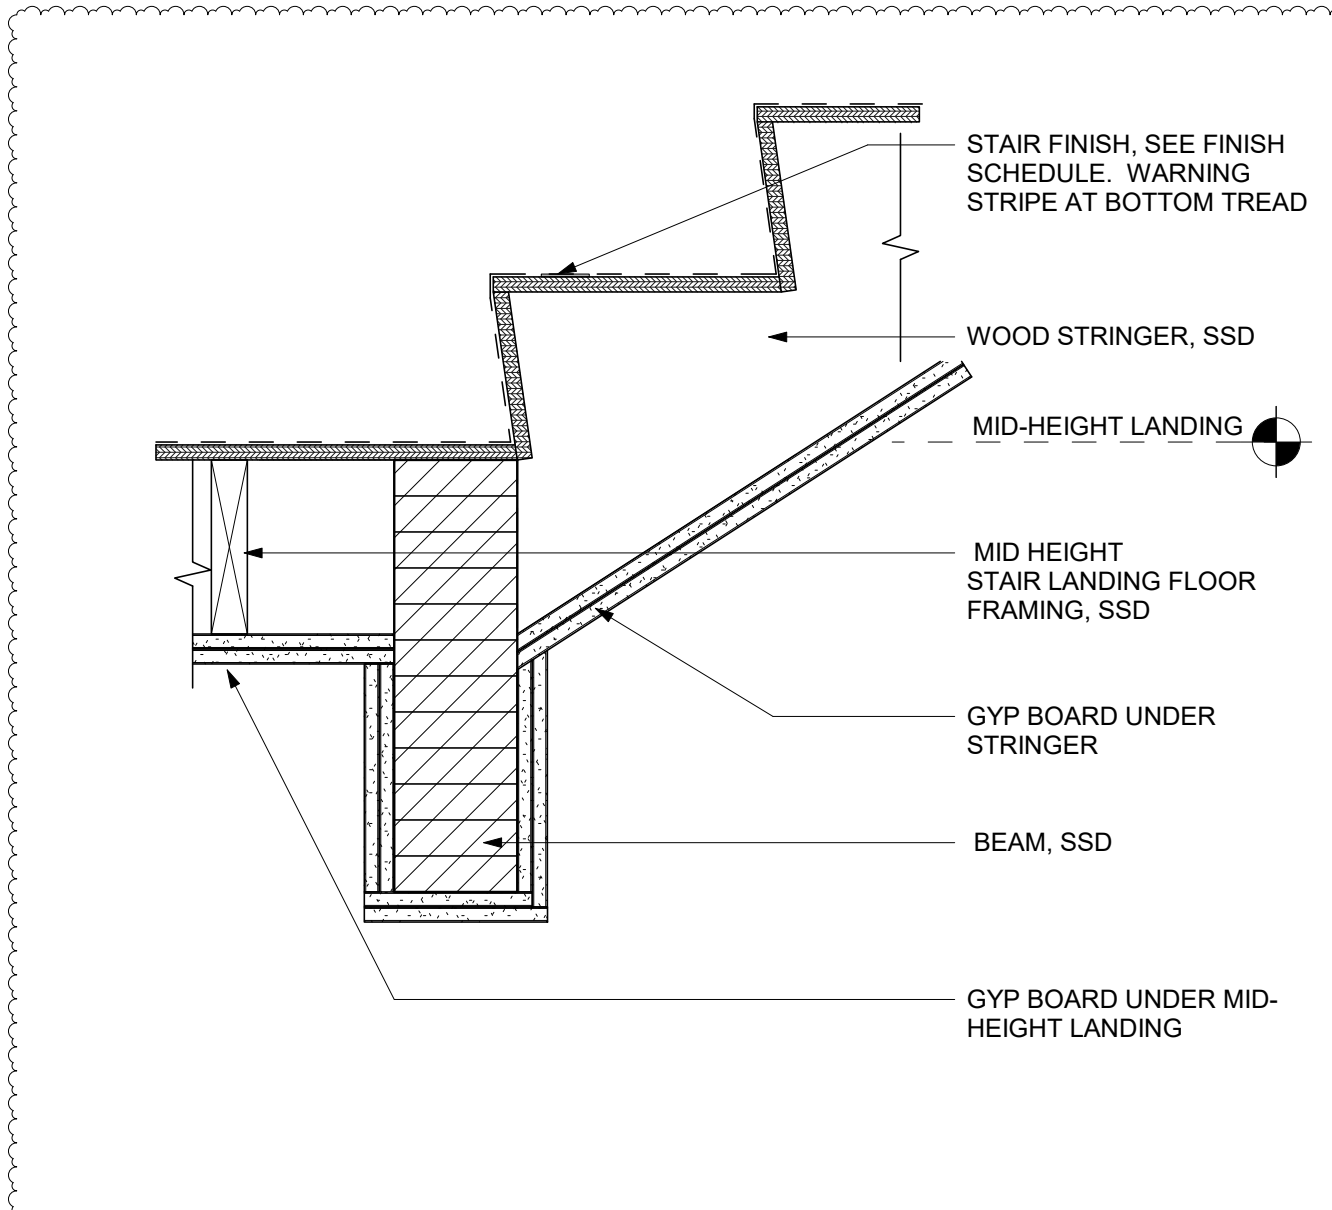 STAIR FINISH, SEE FINISH
SCHEDULE. WARNING
STRIPE AT BOTTOM TREAD
WOOD STRINGER, SSD
MID-HEIGHT LANDING
MID HEIGHT
STAIR LANDING FLOOR
FRAMING, SSD
GYP BOARD UNDER
STRINGER
BEAM, SSD
GYP BOARD UNDER MID-
HEIGHT LANDING